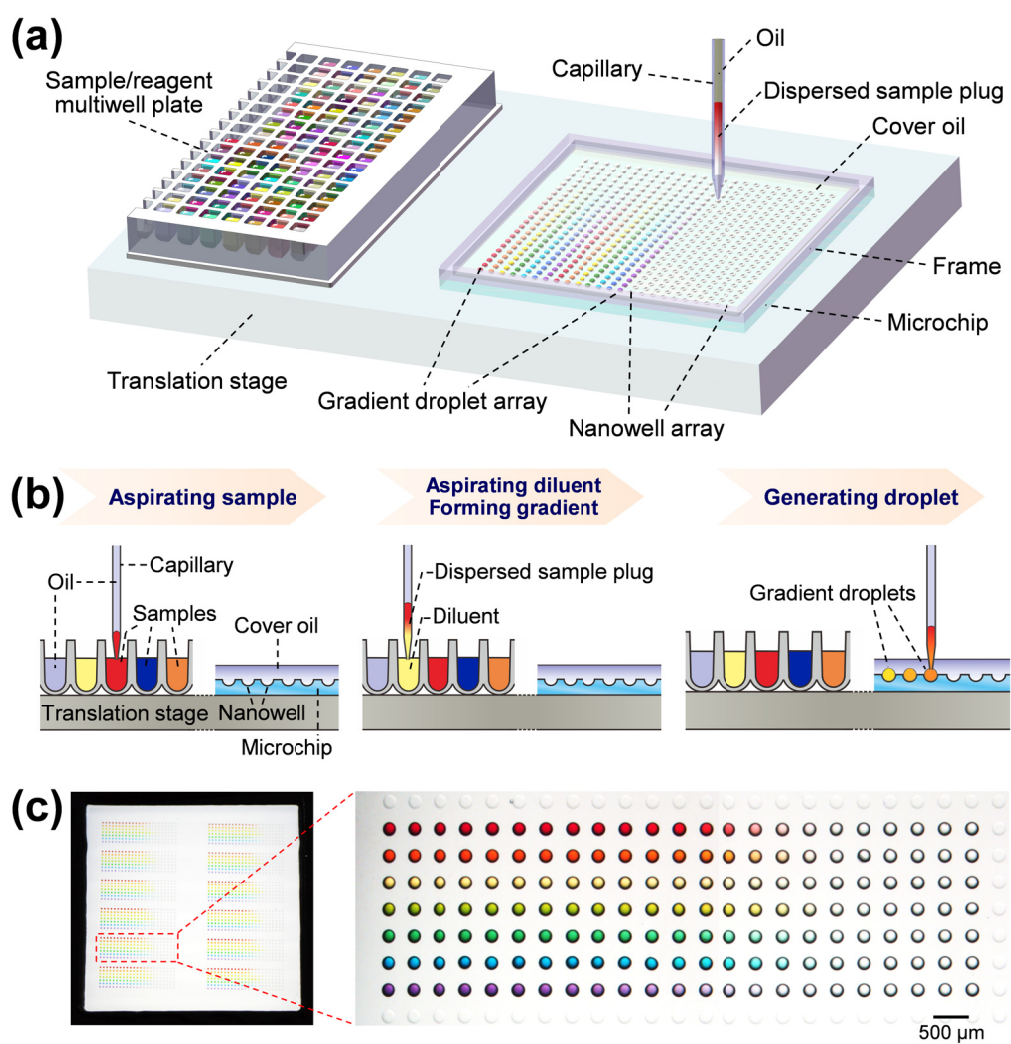 (a)
Sample/reagent
multiwell plate
Oil
Capillary
Dispersed sample plug
Cover oil
Frame
Microchip
Translation stage
Gradient droplet array
Nanowell array
(b)
Aspirating sample
Aspirating diluent
Forming gradient
Generating droplet
Oil
Capillary
Samples
Cover oil
Translation stage
Nanowell
Microchip
Dispersed sample plug
Diluent
Gradient droplets
(c)
500 µm